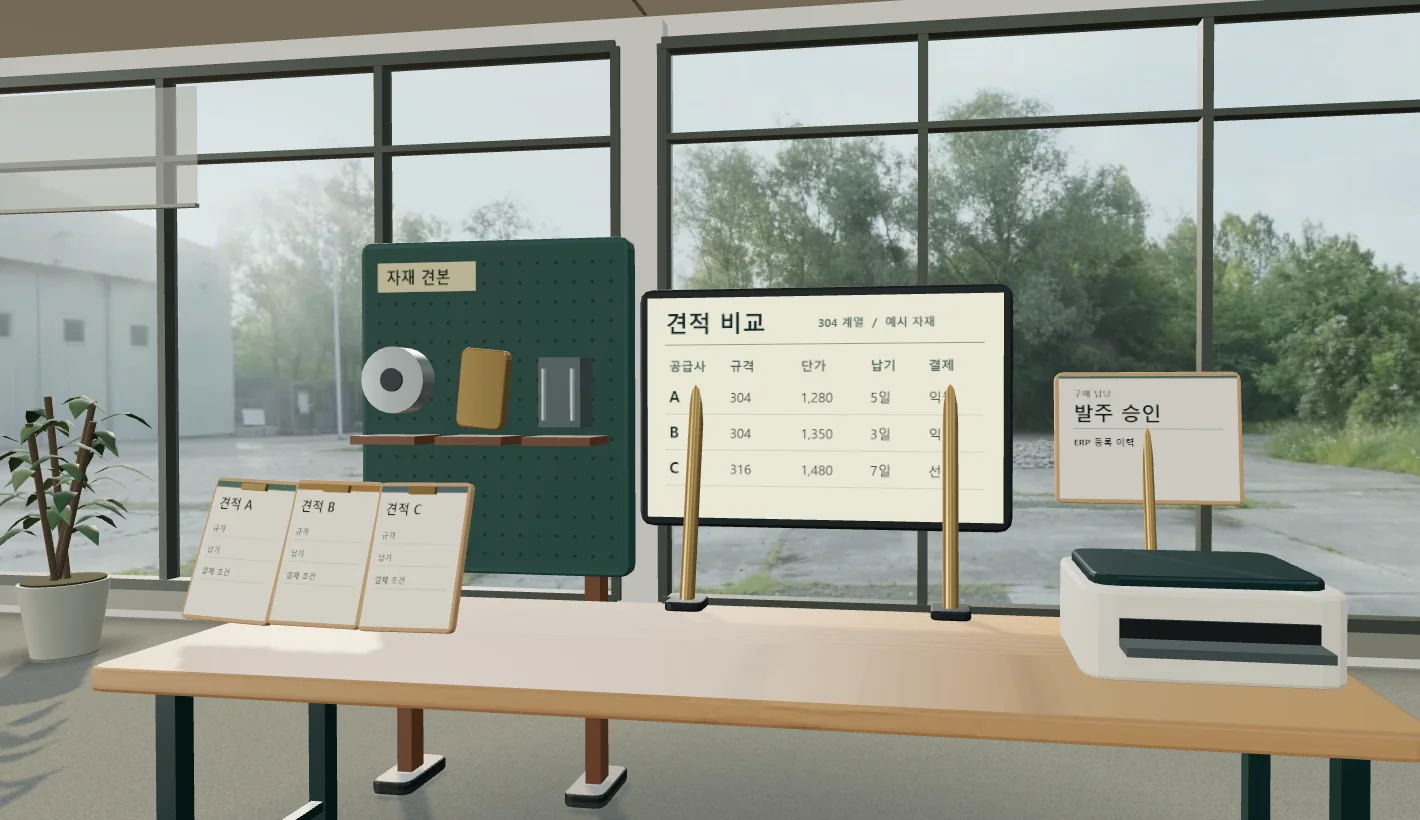 자재 견본
견적 비교
304 계열 / 예시 자재
공급사 규격 단가 납기 결제
A 304 1,280 5일
B 304 1,350 3일
C 316 1,480 7일
구매 담당
발주 승인
ERP 등록 이력
견적 A
규격
납기
결제 조건
견적 B
규격
납기
결제 조건
견적 C
규격
납기
결제 조건